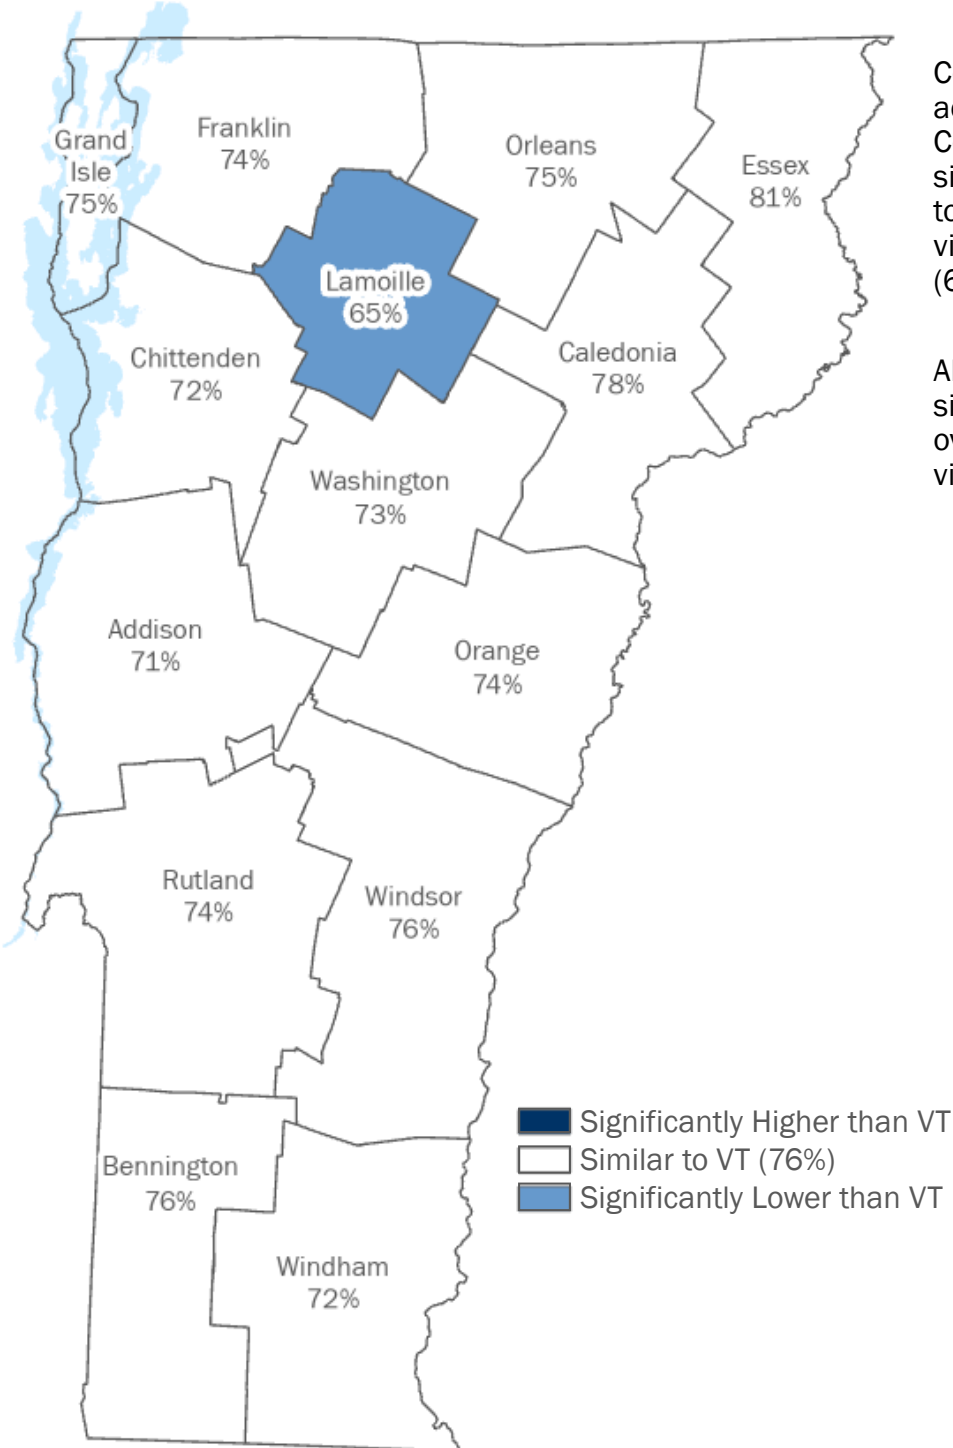 Franklin
74%
Grand
Isle
75%
Orleans
75%
Essex
81%
Lamoille
65%
Chittenden
72%
Caledonia
78%
Washington
73%
Addison
71%
Orange
74%
Rutland
74%
Windsor
76%
Bennington
76%
Windham
72%
Significantly Higher than VT
Similar to VT (76%)
Significantly Lower than VT
to